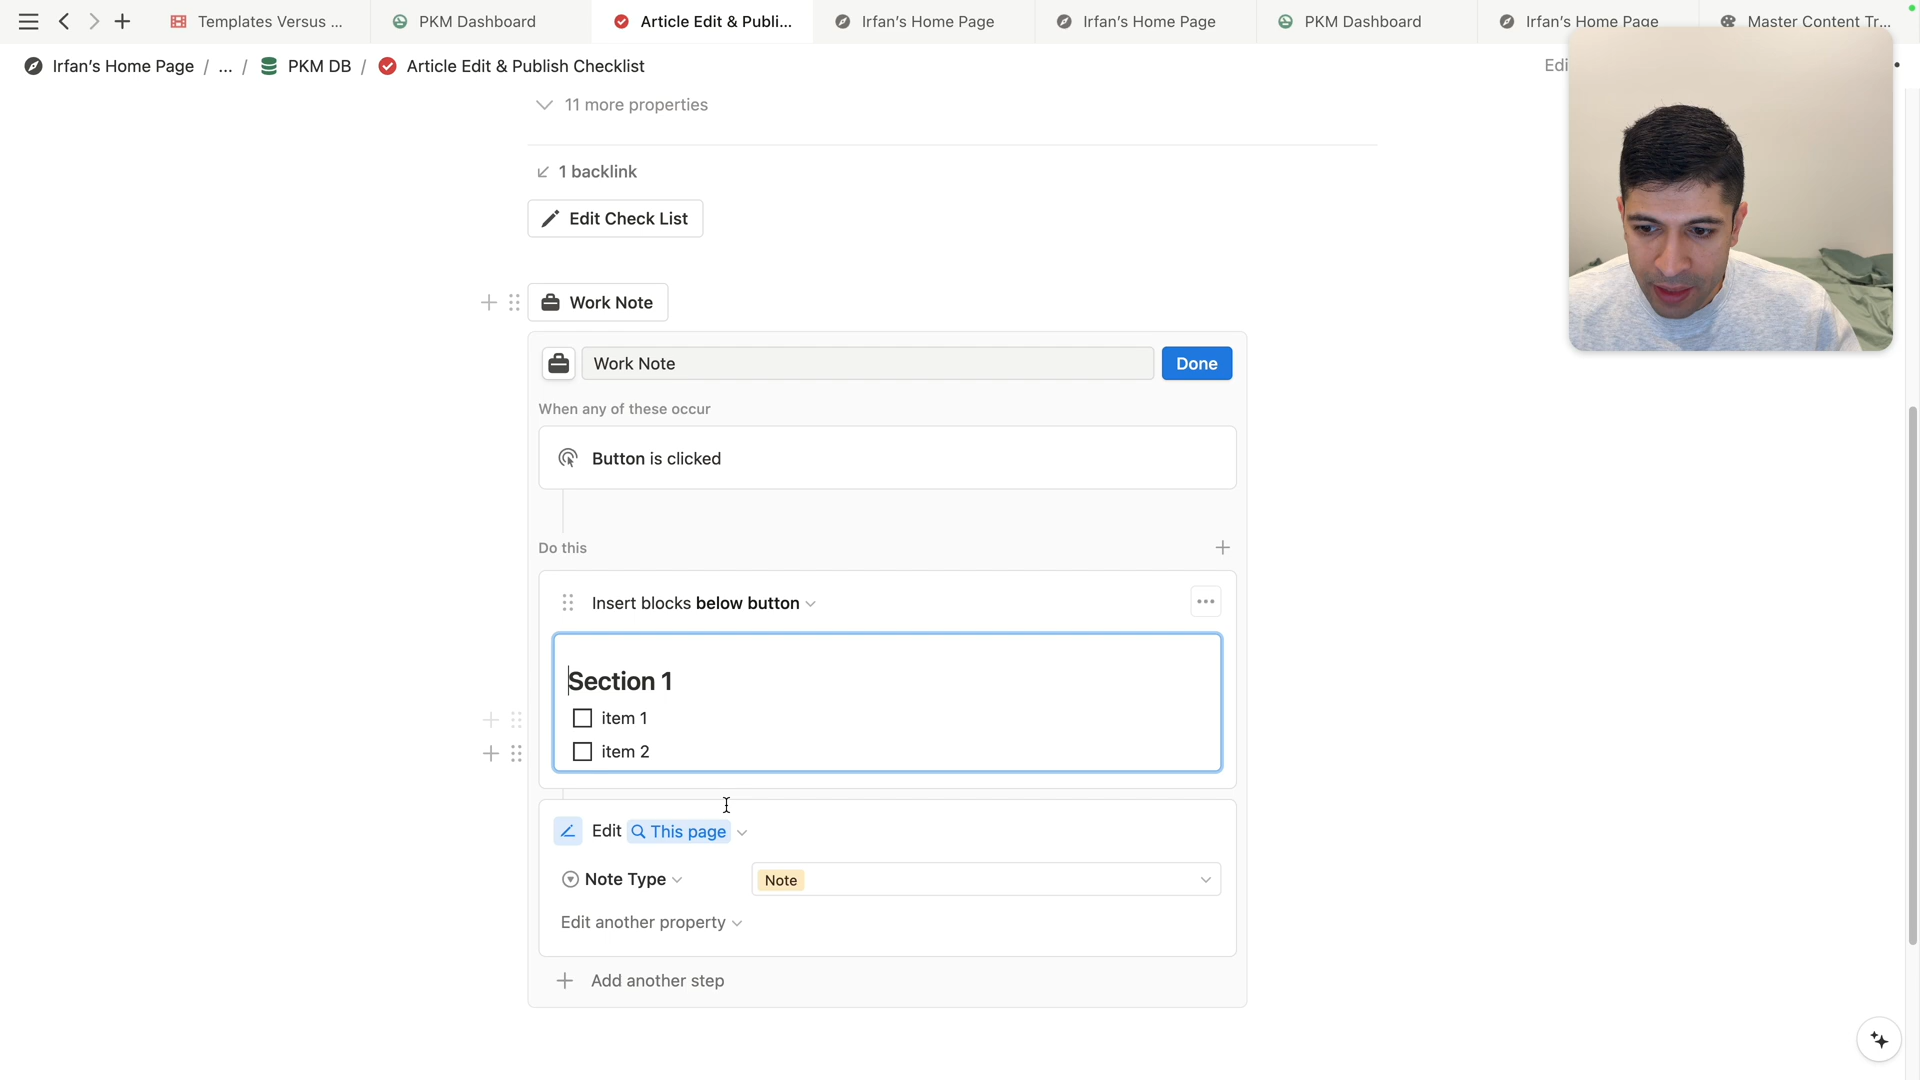 Templates Versus ...
PKM Dashboard
Article Edit & Publi...
Irfan's Home Page
Irfan's Home Page
PKM Dashboard
Irfan's Home Page
Master Content Tr...
Irfan's Home Page / ... / PKM DB / Article Edit & Publish Checklist
Edi
11 more properties
1 backlink
Edit Check List
Work Note
Work Note
Done
When any of these occur
Button is clicked
Do this
Insert blocks below button
Section 1
item 1
item 2
Edit This page
Note Type
Note
Edit another property
Add another step